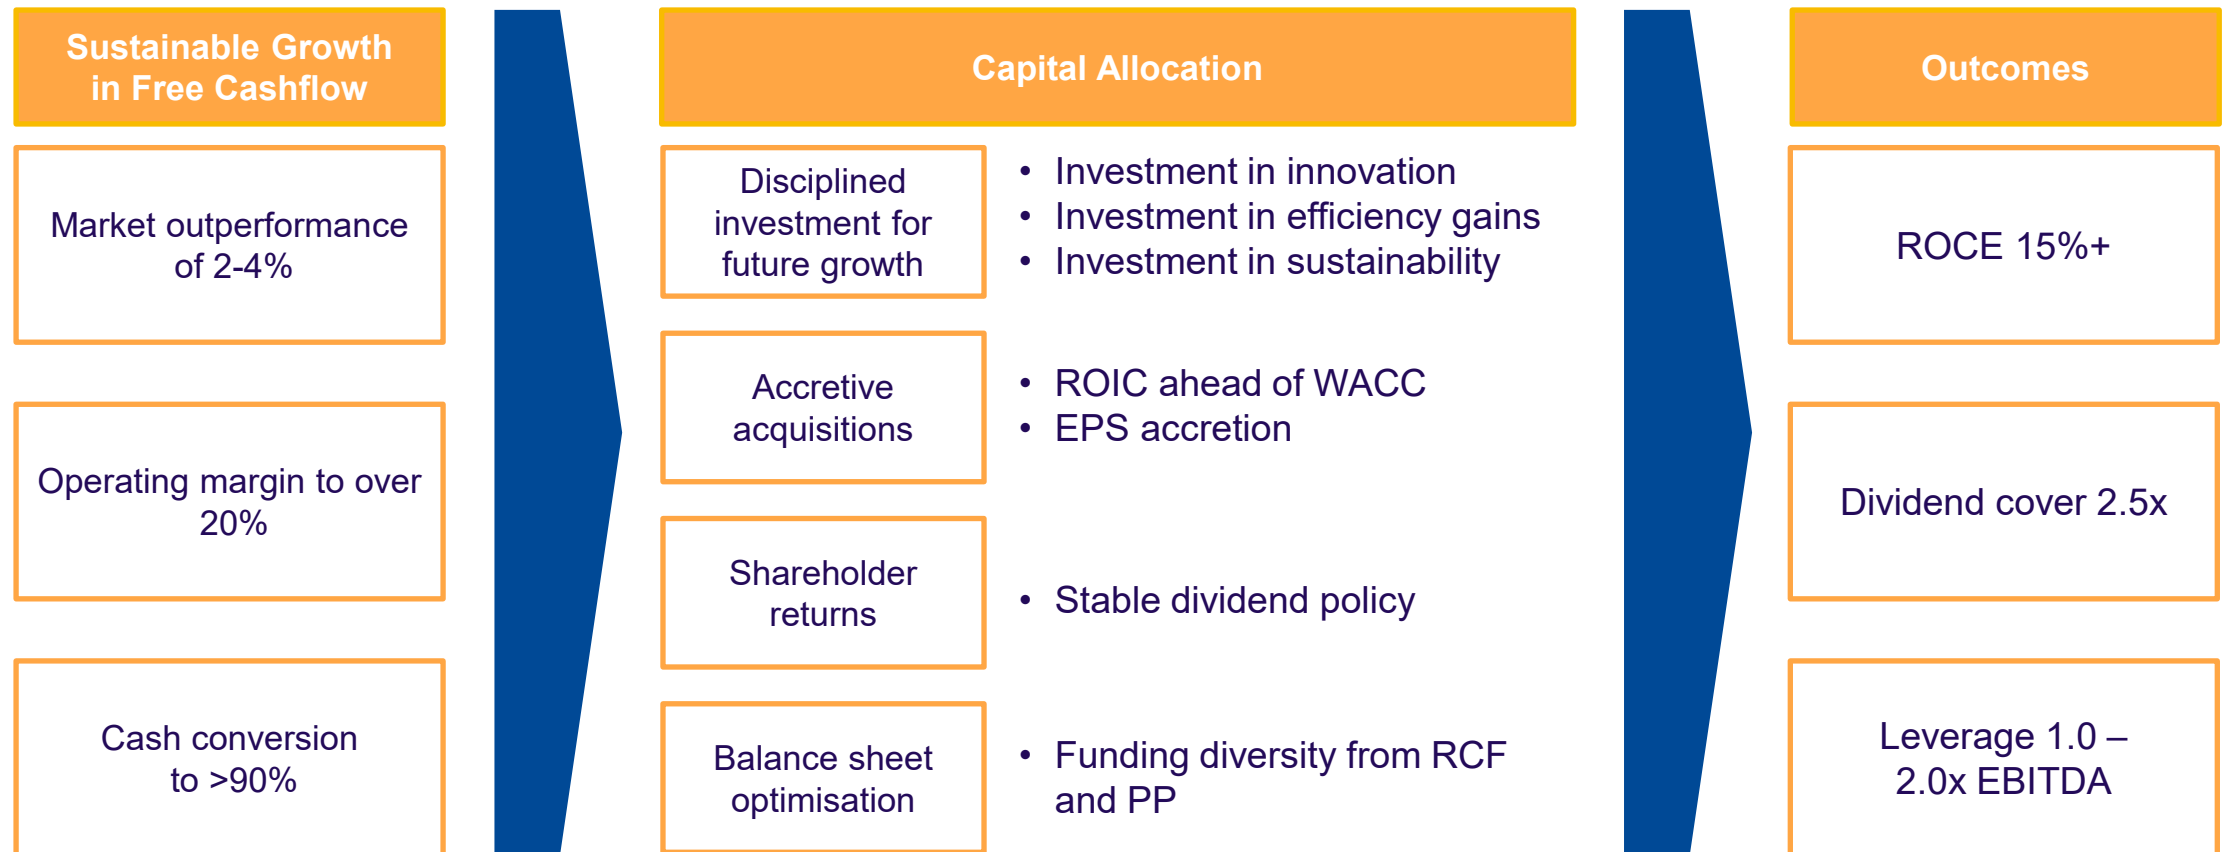 Sustainable Growth
in Free Cashflow
Market outperformance
of 2-4%
Operating margin to over
20%
Cash conversion
to >90%
Capital Allocation
Disciplined
investment for
future growth
• Investment in innovation
• Investment in efficiency gains
• Investment in sustainability
Accretive
acquisitions
• ROIC ahead of WACC
• EPS accretion
Shareholder
returns
• Stable dividend policy
Balance sheet
optimisation
• Funding diversity from RCF
and PP
Outcomes
ROCE 15%+
Dividend cover 2.5x
Leverage 1.0 –
2.0x EBITDA